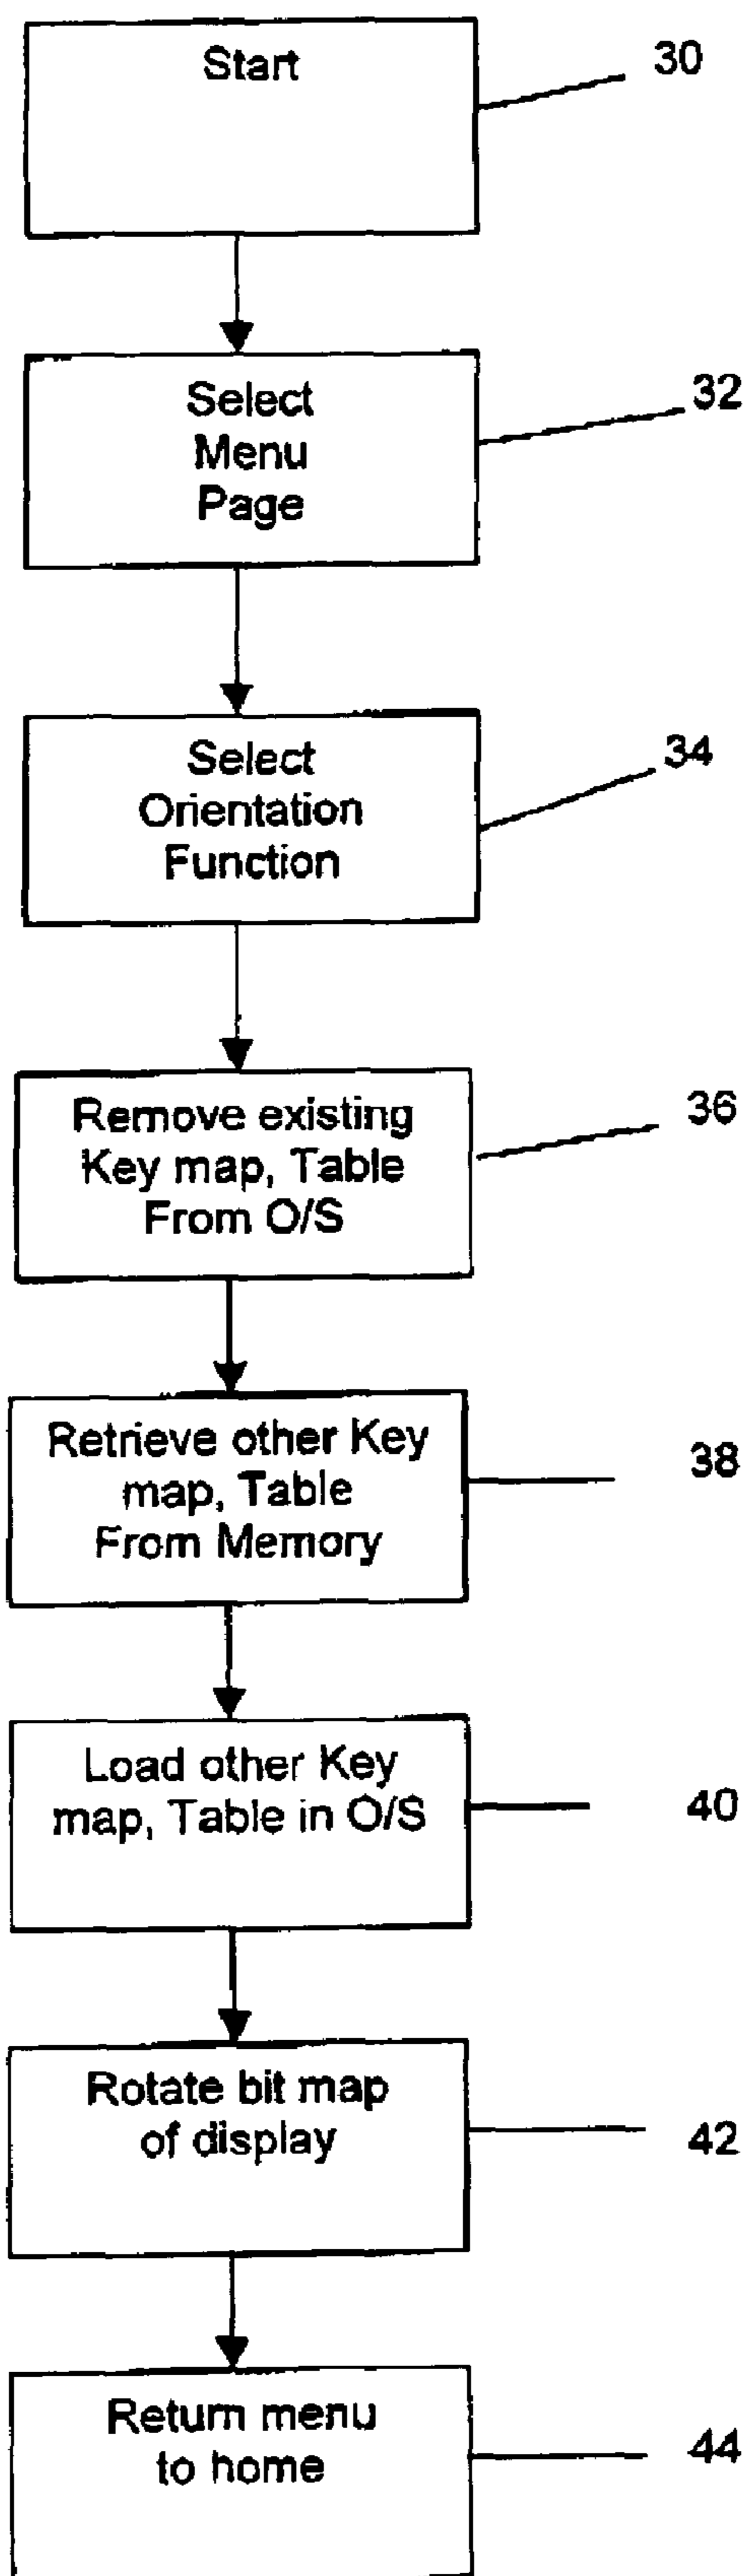 Start
30
Select
Menu
Page
32
Select
Orientation
Function
34
Remove existing
Key map, Table
From O/S
36
Retrieve other Key
map, Table
From Memory
38
Load other Key
map, Table in O/S
40
Rotate bit map
of display
42
Return menu
to home
44